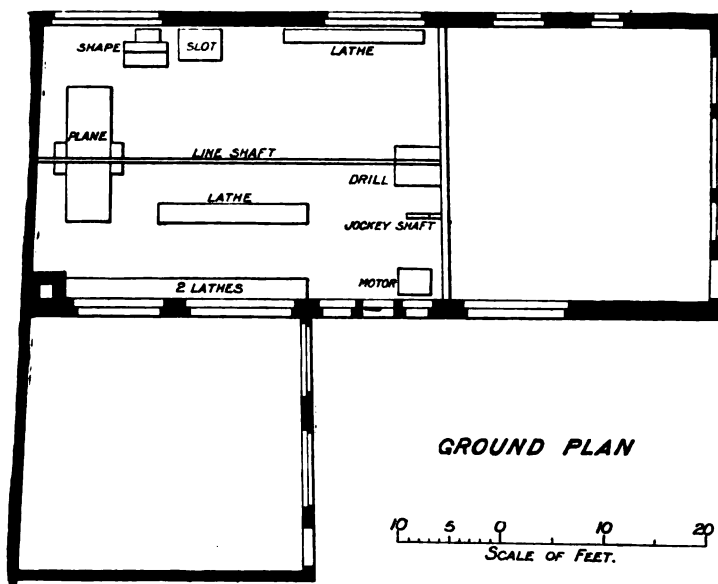 SHAPE
SLOT
LATHE
PLANE
LINE SHAFT
DRILL
LATHE
JOCKEY SHAFT
MOTOR
2 LATHES
GROUND PLAN
10 5 0 10 20
SCALE OF FEET.